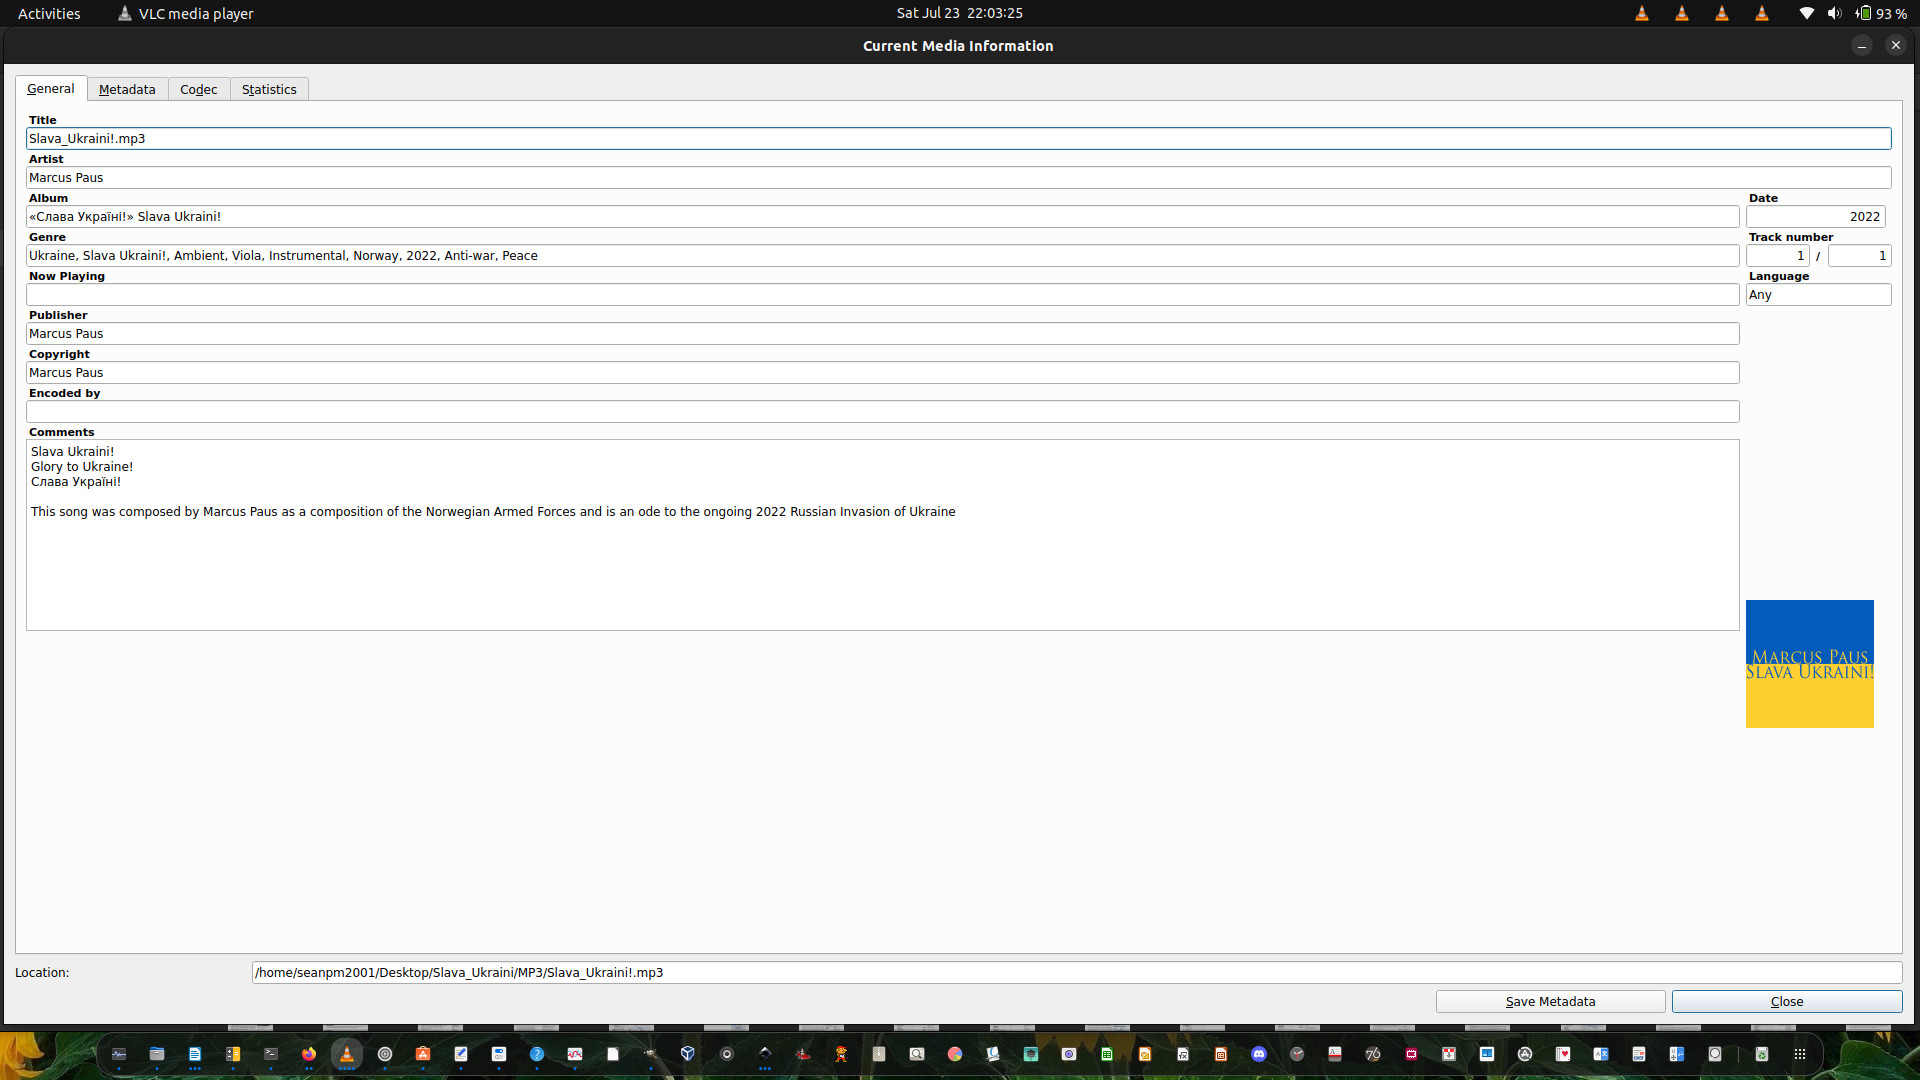 Activities
VLC media player
Sat Jul 23 22:03:25
93 %
Current Media Information
General
Metadata
Codec
Statistics
Title
Slava_Ukraini!.mp3
Artist
Marcus Paus
Album
Date
«Слава Україні!» Slava Ukraini!
2022
Genre
Track number
Ukraine, Slava Ukraini!, Ambient, Viola, Instrumental, Norway, 2022, Anti-war, Peace
1 / 1
Now Playing
Language
Any
Publisher
Marcus Paus
Copyright
Marcus Paus
Encoded by
Comments
Slava Ukraini!
Glory to Ukraine!
Слава Україні!
This song was composed by Marcus Paus as a composition of the Norwegian Armed Forces and is an ode to the ongoing 2022 Russian Invasion of Ukraine
MARCUS PAUS
SLAVA UKRAINI!
Location:
/home/seanpm2001/Desktop/Slava_Ukraini/MP3/Slava_Ukraini!.mp3
Save Metadata
Close